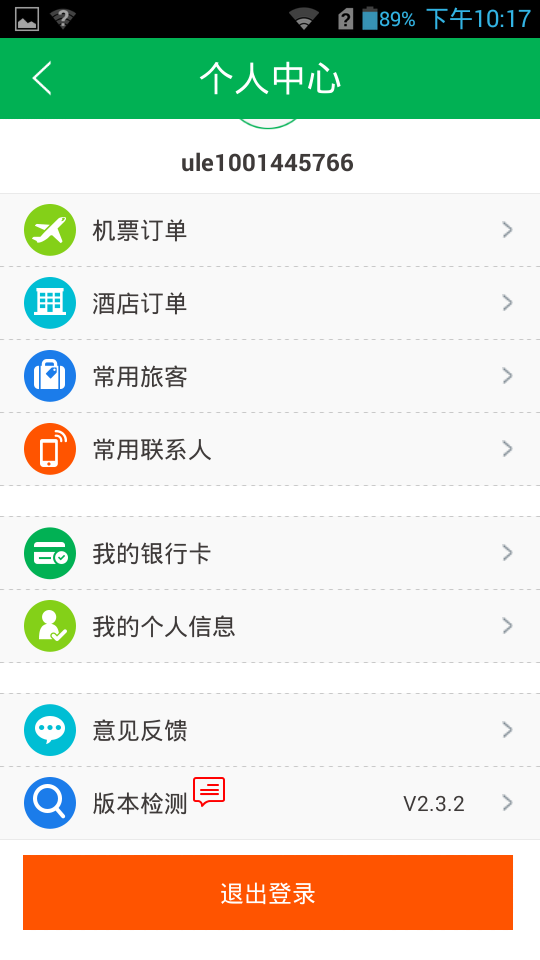 89% 下午10:17
个人中心
ule1001445766
机票订单
酒店订单
常用旅客
常用联系人
我的银行卡
我的个人信息
意见反馈
版本检测 V2.3.2
退出登录